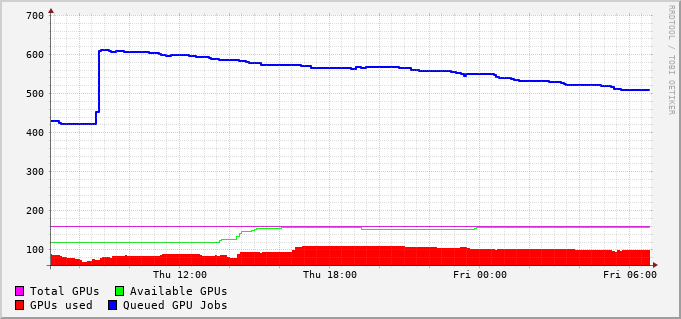 700
600
500
400
300
200
100
Thu 12:00 Thu 18:00 Fri 00:00 Fri 06:00
Total GPUs Available GPUs
GPUs used Queued GPU Jobs
RRDTOOL / TOBI OETIKER